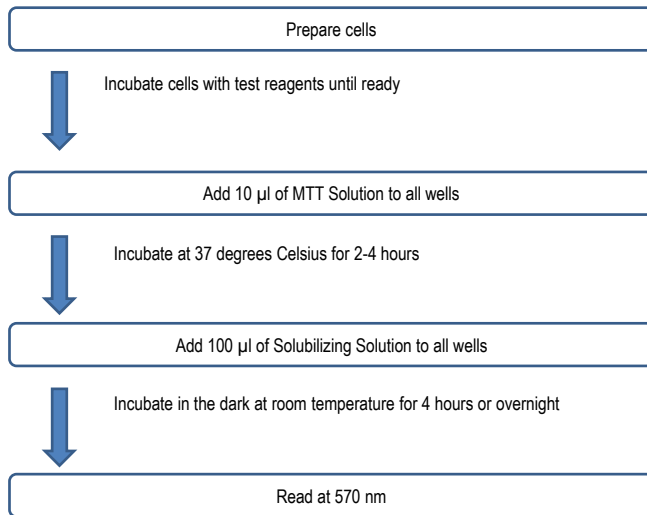 Prepare cells
Incubate cells with test reagents until ready
Add 10 µl of MTT Solution to all wells
Incubate at 37 degrees Celsius for 2-4 hours
Add 100 µl of Solubilizing Solution to all wells
Incubate in the dark at room temperature for 4 hours or overnight
Read at 570 nm